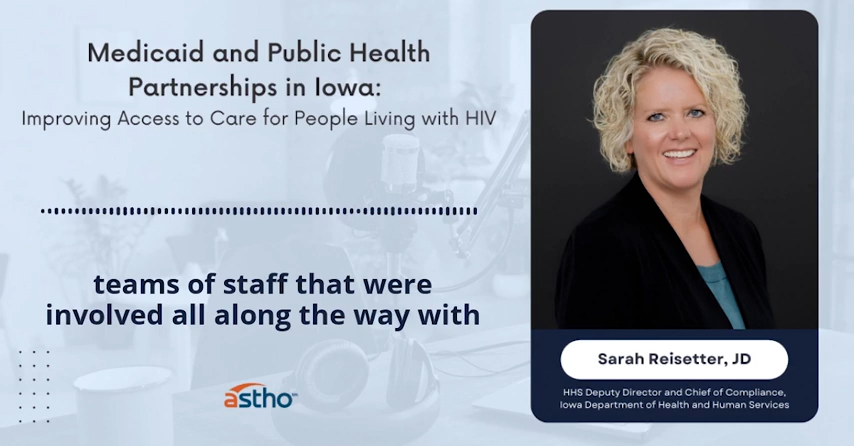 Medicaid and Public Health
Partnerships in Iowa:
Improving Access to Care for People Living with HIV
teams of staff that were
involved all along the way with
astho
Sarah Reisetter, JD
HHS Deputy Director and Chief of Compliance,
Iowa Department of Health and Human Services